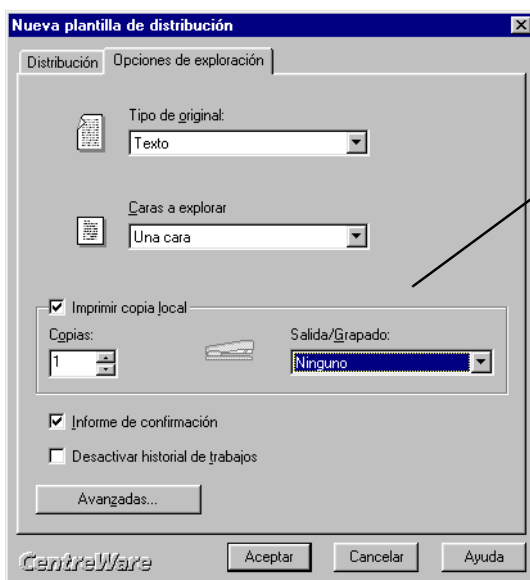 Nueva plantilla de distribución
Distribución Opciones de exploración
Tipo de original:
Texto
Caras a explorar
Una cara
Imprimir copia local
Copias: Salida/Grapado:
1 Ninguno
Informe de confirmación
Desactivar historial de trabajos
Avanzadas...
CentreWare Aceptar Cancelar Ayuda